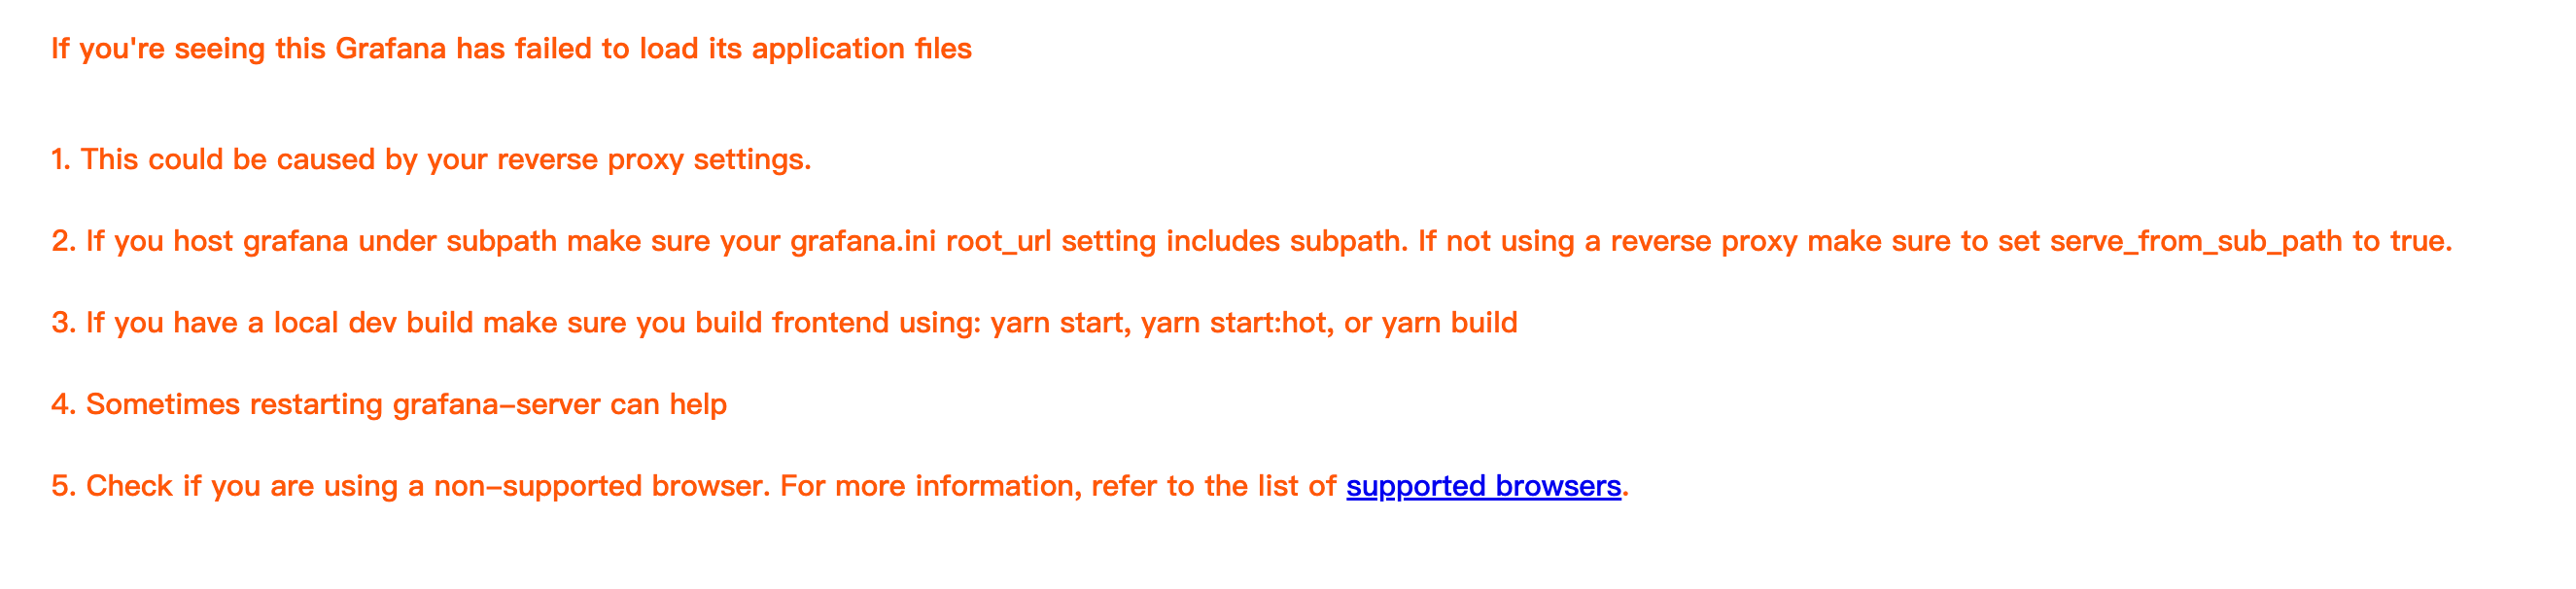 If you're seeing this Grafana has failed to load its application files
1. This could be caused by your reverse proxy settings.
2. If you host grafana under subpath make sure your grafana.ini root_url setting includes subpath. If not using a reverse proxy make sure to set serve_from_sub_path to true.
3. If you have a local dev build make sure you build frontend using: yarn start, yarn start:hot, or yarn build
4. Sometimes restarting grafana-server can help
5. Check if you are using a non-supported browser. For more information, refer to the list of supported browsers.